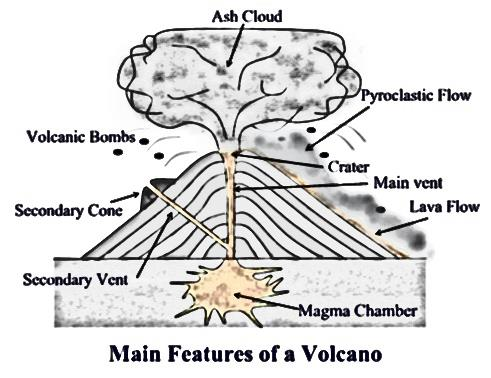 Ash Cloud
Pyroclastic Flow
Volcanic Bombs
Crater
Main vent
Secondary Cone
Lava Flow
Secondary Vent
Magma Chamber
Main Features of a Volcano